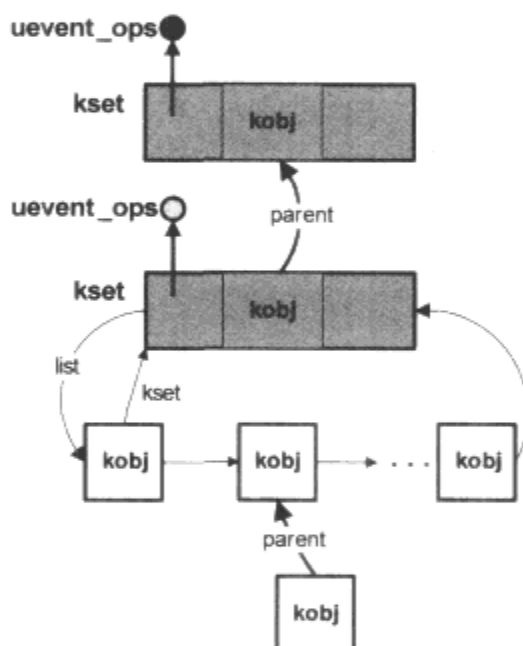 uevent_ops
kset
kobj
parent
uevent_ops
kset
kobj
list
kset
kobj
kobj
. . .
kobj
parent
kobj